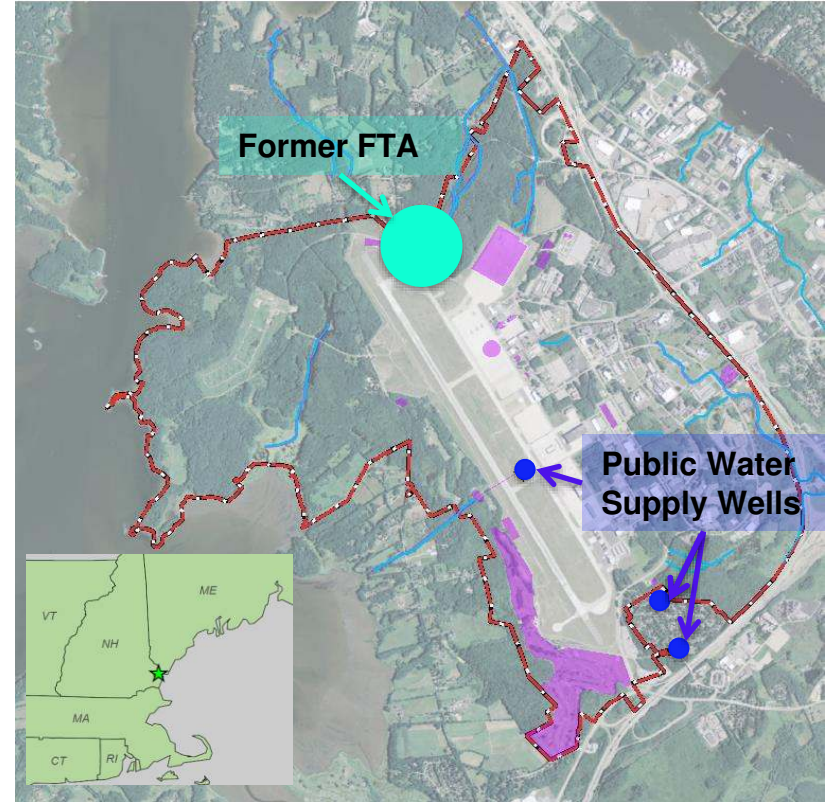 Former FTA
Public Water
Supply Wells
ME
VT
NH
MA
CT
RI